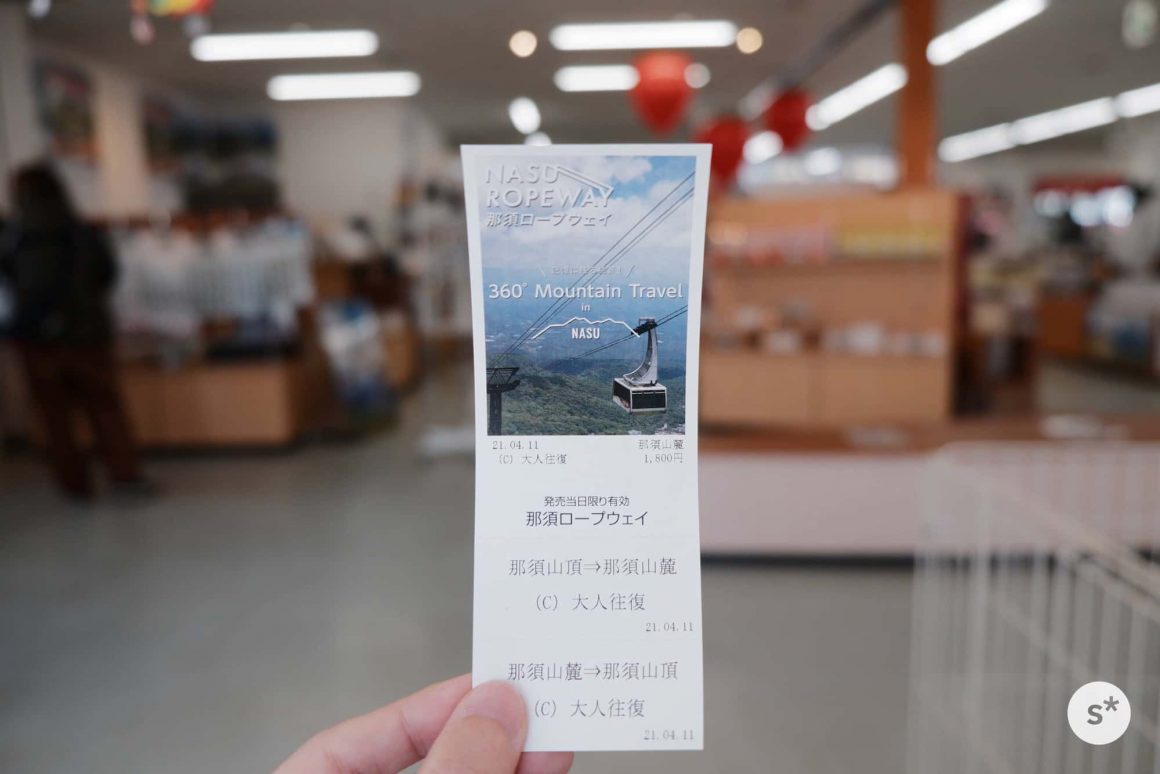 NASU
ROPEWAY
那須ロープウェイ
360° Mountain Travel
in
NASU
21.04.11 那須山麓
(C) 大人往復 1,800円
発売当日限り有効
那須ロープウェイ
那須山頂⇒那須山麓
(C) 大人往復
21.04.11
那須山麓⇒那須山頂
(C) 大人往復
21.04.11
s*